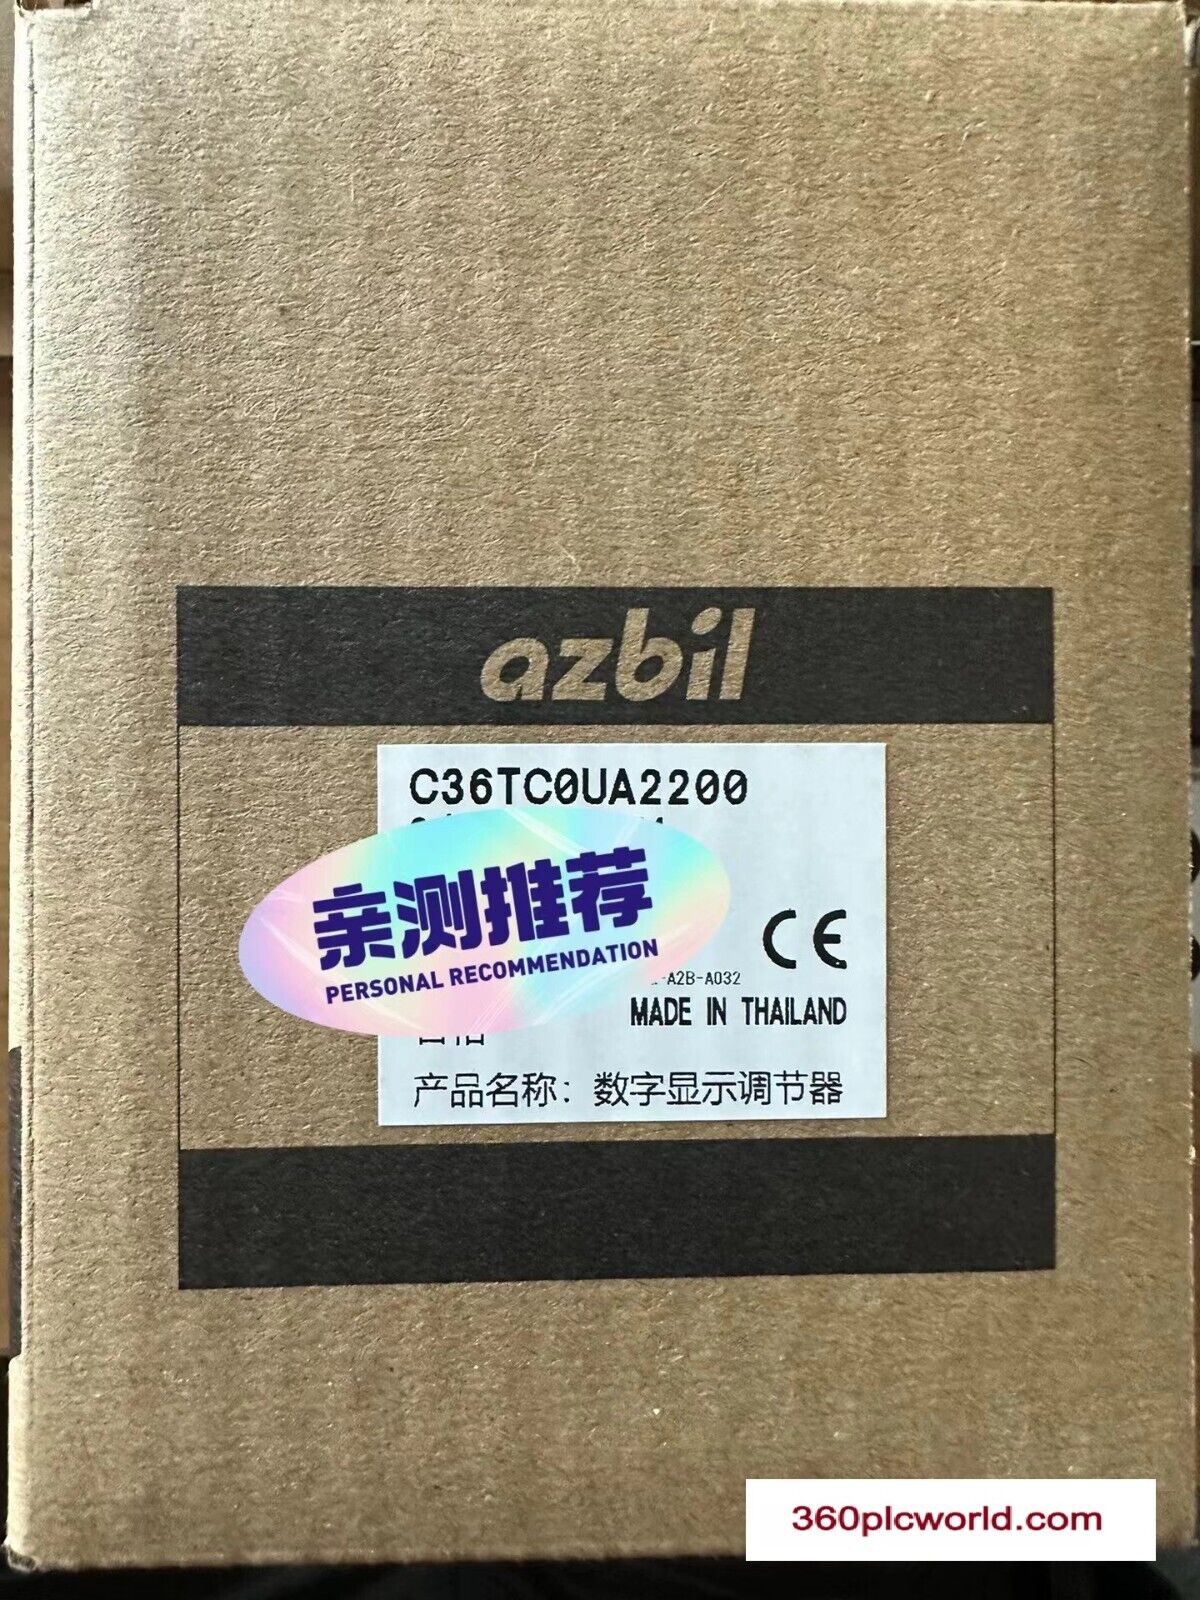 azbil
C36TC0UA2200
亲测推荐
PERSONAL RECOMMENDATION
-A2B-A032
CE
MADE IN THAILAND
产品名称：数字显示调节器
360plcworld.com